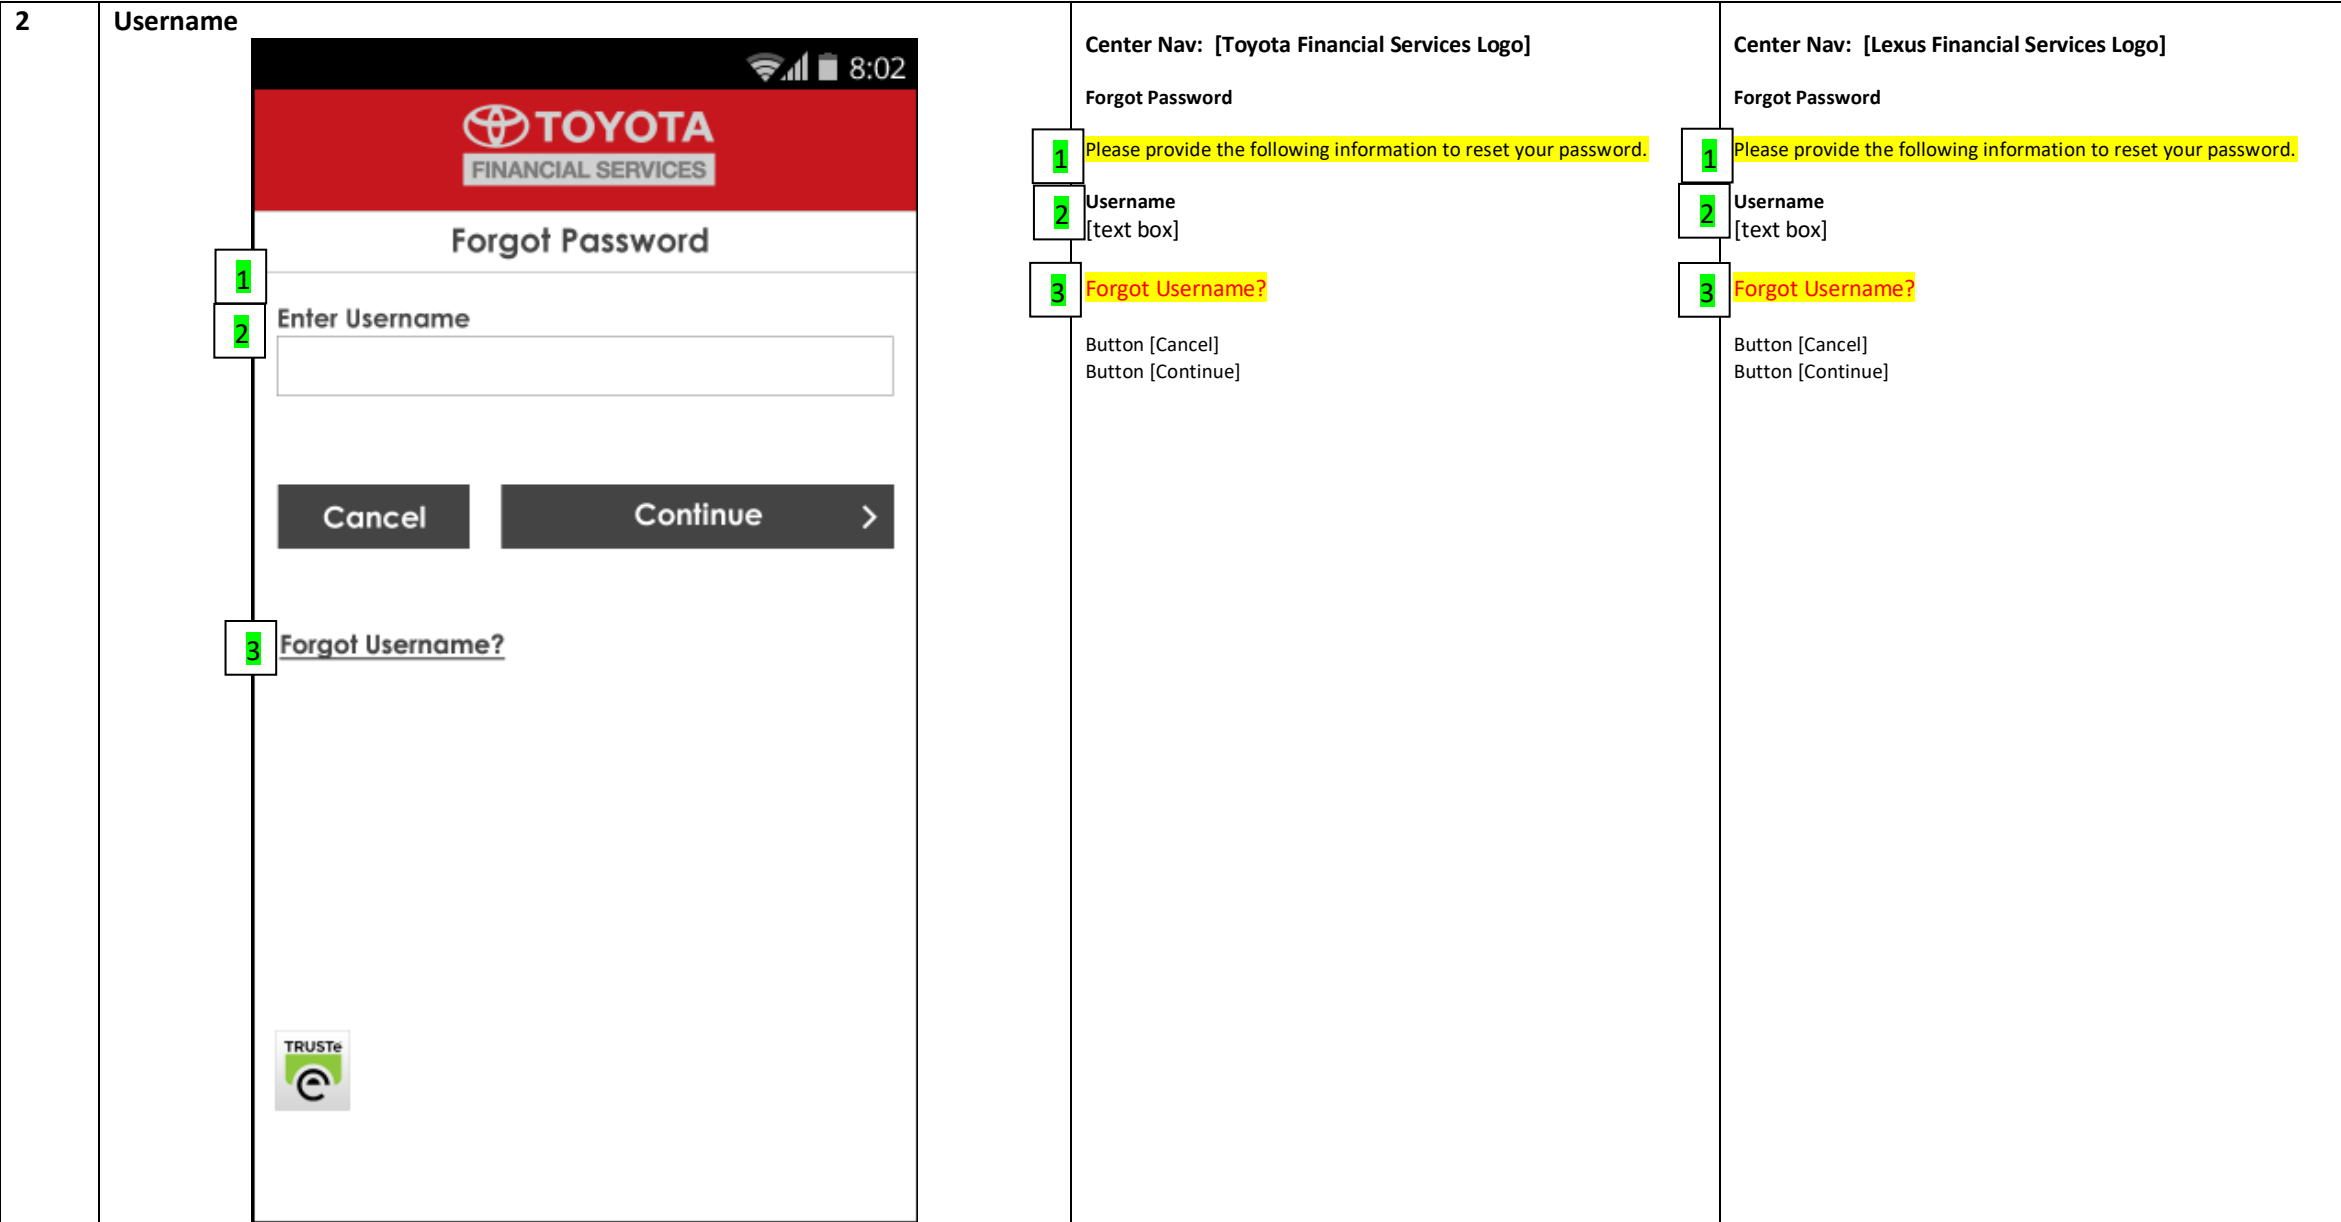 2
Username
8:02
TOYOTA
FINANCIAL SERVICES
Forgot Password
1
2
Enter Username
Cancel
Continue
3
Forgot Username?
TRUSTe
e
Center Nav: [Toyota Financial Services Logo]
Forgot Password
1
Please provide the following information to reset your password.
2
Username
[text box]
3
Forgot Username?
Button [Cancel]
Button [Continue]
Center Nav: [Lexus Financial Services Logo]
Forgot Password
1
Please provide the following information to reset your password.
2
Username
[text box]
3
Forgot Username?
Button [Cancel]
Button [Continue]